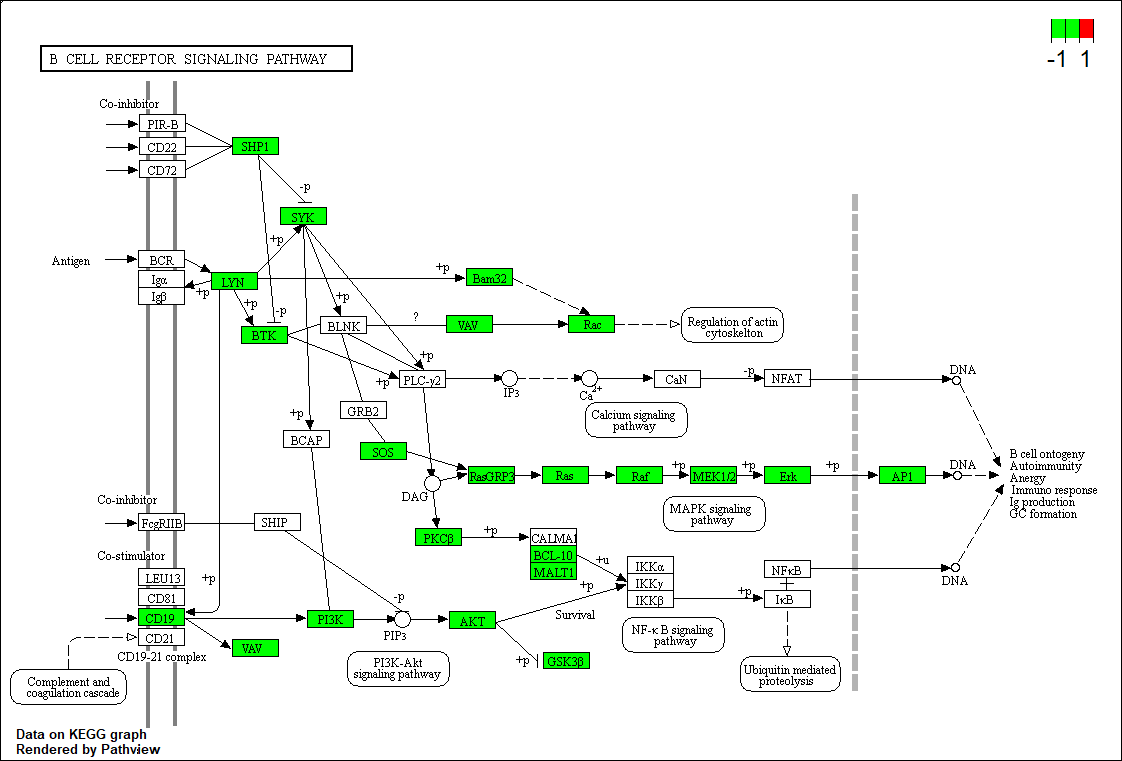 B CELL RECEPTOR SIGNALING PATHWAY
-1 1
Co-inhibitor
PIR-B
CD22
CD72
SHP1
-p
SYK
+p
Antigen
BCR
Igα
Igβ
LYN
+p
+p
-p
+p
Bam32
+p
BTK
BLNK
?
VAV
Rac
Regulation of actin
cytoskelton
+p
+p
PLC-γ2
IP3
Ca2+
CaN
-p
NFAT
DNA
Calcium signaling
pathway
GRB2
+p
BCAP
SOS
DAG
RasGRP3
Ras
Raf
+p
MEK1/2
+p
Erk
+p
AP1
DNA
MAPK signaling
pathway
B cell ontogeny
Autoimmunity
Anergy
Immuno response
Ig production
GC formation
Co-inhibitor
FcgRIIB
SHIP
PKCβ
+p
CALMA1
BCL-10
MALT1
+u
+p
IKKα
IKKγ
IKKβ
+p
NFκB
IκB
DNA
Co-stimulator
LEU13
CD81
CD19
CD21
CD19-21 complex
+p
VAV
PI3K
-p
PIP3
AKT
Survival
+p
GSK3β
NF-κ B signaling
pathway
PI3K-Akt
signaling pathway
Ubiquitin mediated
proteolysis
Complement and
coagulation cascade
Data on KEGG graph
Rendered by Pathview